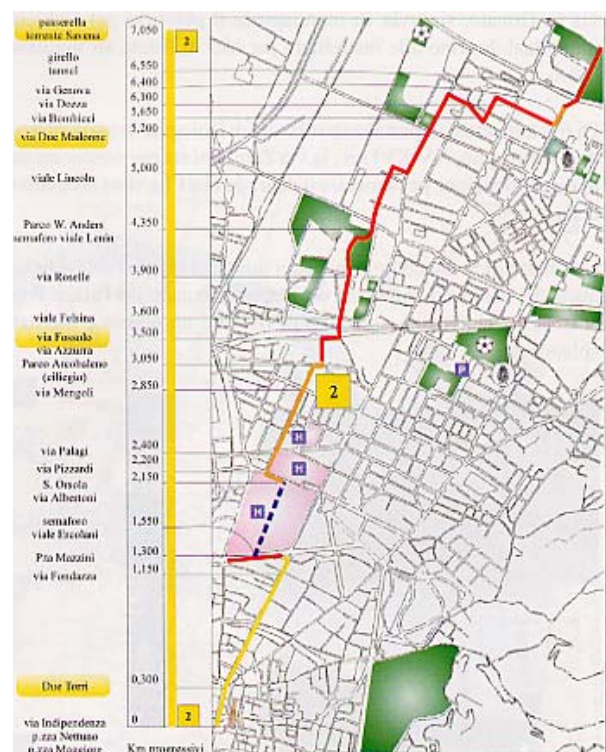 passerella
torrente Savena
girello
tunnel
via Genova
via Dozza
via Bombicci
via Due Madonne
viale Lincoln
Parco W. Anders
semaforo viale Lenin
via Roselle
viale Felsina
via Fossolo
via Azzurra
Parco Arcobaleno
(ciliegio)
via Mengoli
via Palagi
via Pizzardi
S. Orsola
via Albertoni
semaforo
viale Ercolani
P.ta Mazzini
via Fondazza
Due Torri
via Indipendenza
p.zza Nettuno
p.zza Maggiore
7,050
6,550
6,400
6,100
5,650
5,200
5,000
4,350
3,900
3,600
3,500
3,050
2,850
2,400
2,200
2,150
1,550
1,300
1,150
0,300
0
Km progressivi
2
2
2
H
H
H
P